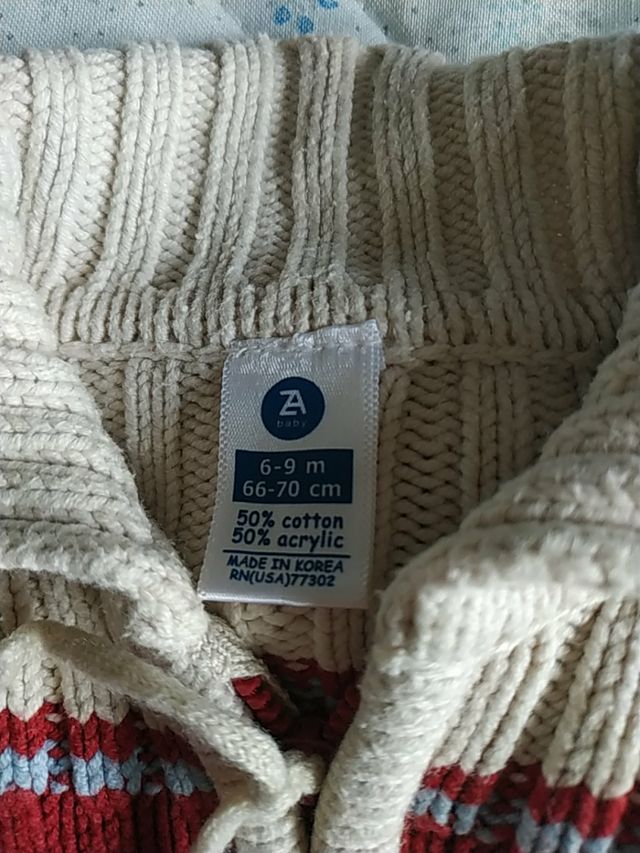 ZA
baby
6-9 m
66-70 cm
50% cotton
50% acrylic
MADE IN KOREA
RN(USA)77302